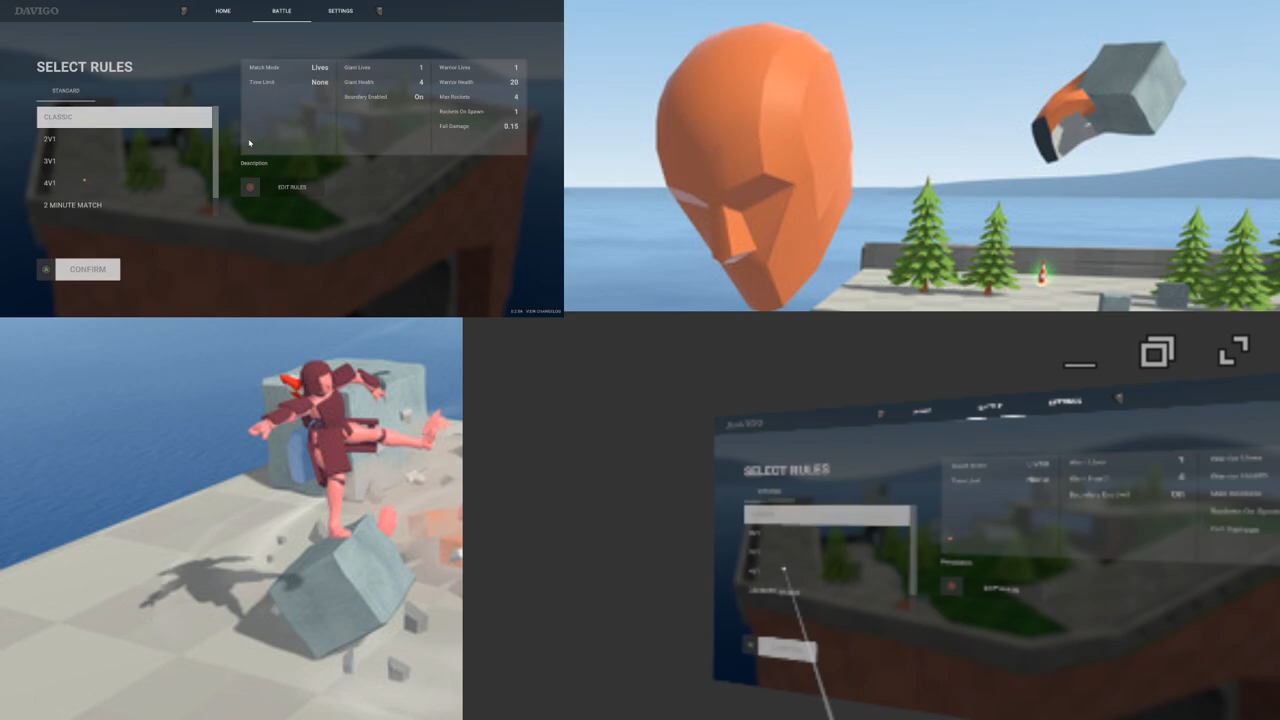 DAVIGO
HOME BATTLE SETTINGS
SELECT RULES
STANDARD
CLASSIC
2V1
3V1
4V1
2 MINUTE MATCH
CONFIRM
Match Mode Lives
Time Limit None
Giant Lives 1
Giant Health 4
Boundary Enabled On
Warrior Lives 1
Warrior Health 20
Max Rockets 4
Rockets On Spawn 1
Fall Damage 0.15
Description
EDIT RULES
VIEW CHANGELOG
SELECT RULES